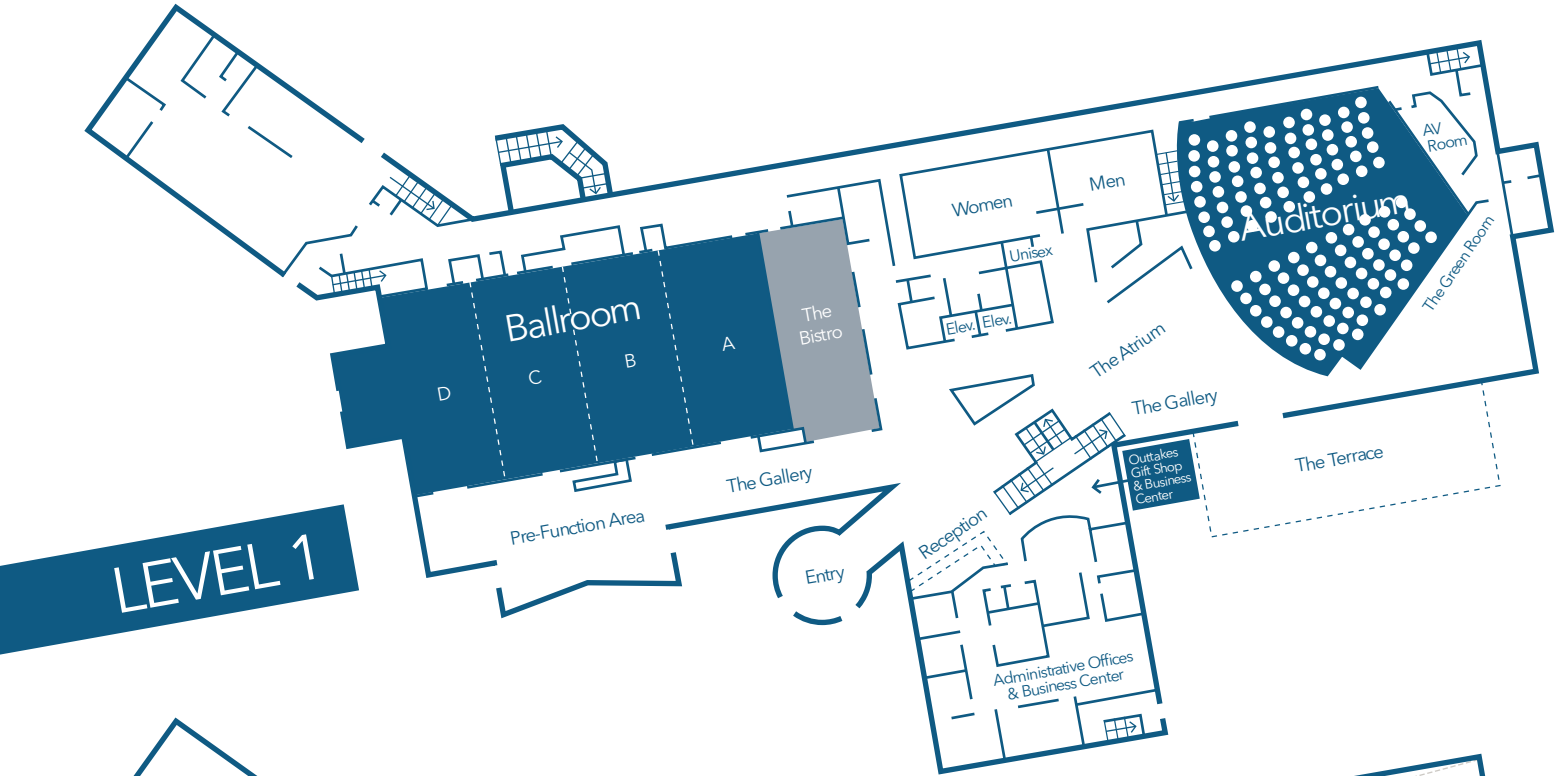 AV
Room
Men
Women
Auditorium
Unisex
The Green Room
Ballroom
The
Bistro
Elev.
Elev.
A
B
C
D
The Atrium
The Gallery
Outtakes
Gift Shop
& Business
Center
The Terrace
The Gallery
Pre-Function Area
Reception
LEVEL 1
Entry
Administrative Offices
& Business Center